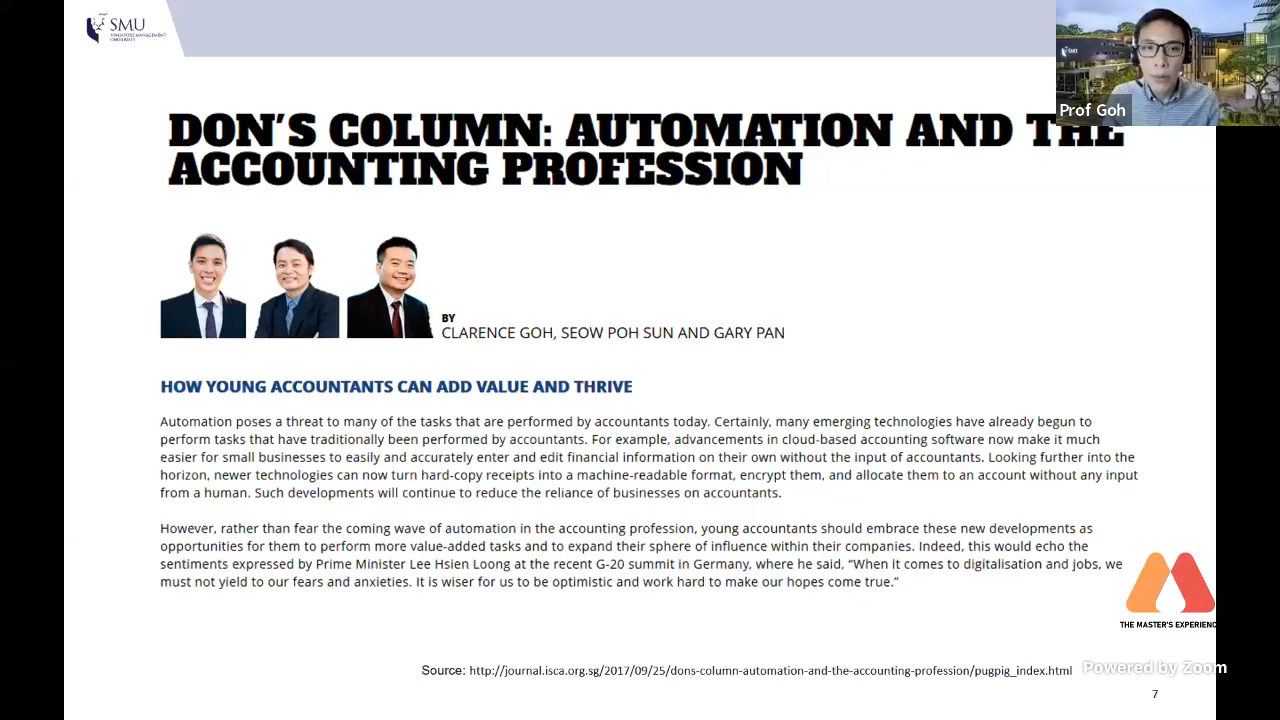 SMU
SINGAPORE MANAGEMENT
UNIVERSITY
SMU
Prof Goh
DON'S COLUMN: AUTOMATION AND THE
ACCOUNTING PROFESSION
BY
CLARENCE GOH, SEOW POH SUN AND GARY PAN
HOW YOUNG ACCOUNTANTS CAN ADD VALUE AND THRIVE
Automation poses a threat to many of the tasks that are performed by accountants today. Certainly, many emerging technologies have already begun to
perform tasks that have traditionally been performed by accountants. For example, advancements in cloud-based accounting software now make it much
easier for small businesses to easily and accurately enter and edit financial information on their own without the input of accountants. Looking further into the
horizon, newer technologies can now turn hard-copy receipts into a machine-readable format, encrypt them, and allocate them to an account without any input
from a human. Such developments will continue to reduce the reliance of businesses on accountants.
However, rather than fear the coming wave of automation in the accounting profession, young accountants should embrace these new developments as
opportunities for them to perform more value-added tasks and to expand their sphere of influence within their companies. Indeed, this would echo the
sentiments expressed by Prime Minister Lee Hsien Loong at the recent G-20 summit in Germany, where he said, “When it comes to digitalisation and jobs, we
must not yield to our fears and anxieties. It is wiser for us to be optimistic and work hard to make our hopes come true.”
THE MASTER'S EXPERIENC
Source: http://journal.isca.org.sg/2017/09/25/dons-column-automation-and-the-accounting-profession/pugpig_index.html
Powered by Zoom
7